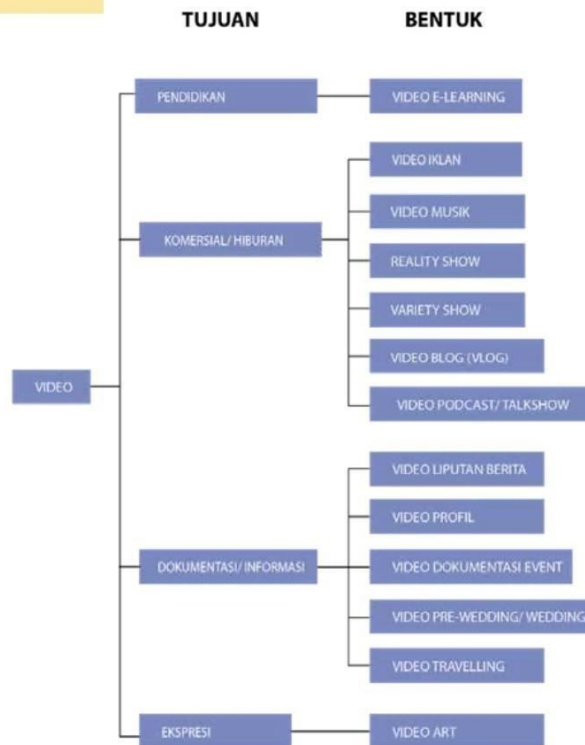 TUJUAN
BENTUK
PENDIDIKAN
VIDEO E-LEARNING
VIDEO IKLAN
VIDEO MUSIK
KOMERSIAL/ HIBURAN
REALITY SHOW
VARIETY SHOW
VIDEO BLOG (VLOG)
VIDEO
VIDEO PODCAST/ TALKSHOW
VIDEO LIPUTAN BERITA
VIDEO PROFIL
DOKUMENTASI/ INFORMASI
VIDEO DOKUMENTASI EVENT
VIDEO PRE-WEDDING/ WEDDING
VIDEO TRAVELLING
EKSPRESI
VIDEO ART